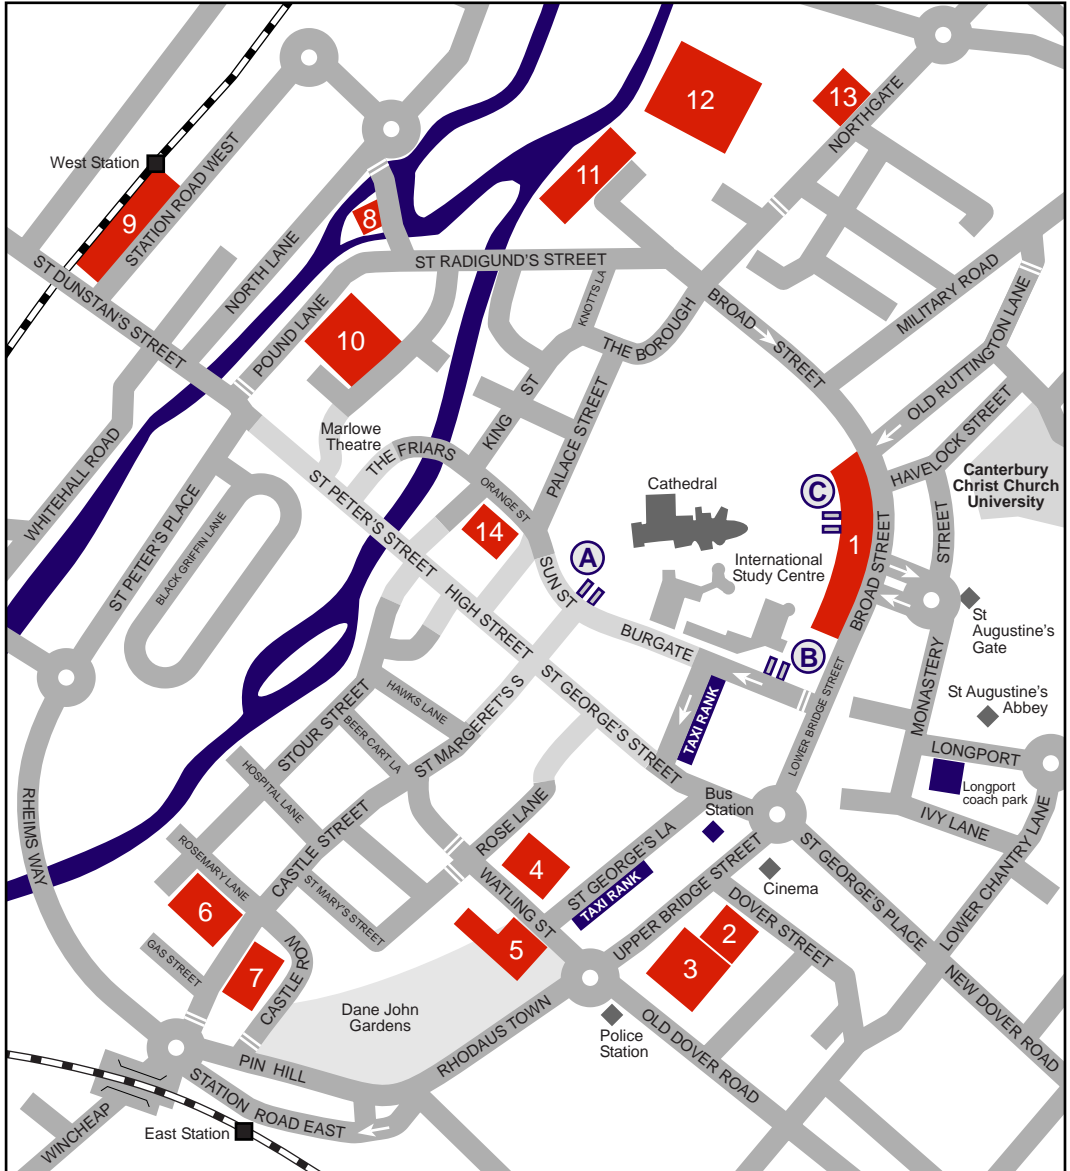 12
13
NORTHGATE
West Station
STATION ROAD WEST
11
9
8
ST DUNSTAN'S STREET
NORTH LANE
ST RADIGUND'S STREET
MILITARY ROAD
KNOTTS LA
POUND LANE
BROAD
STREET
OLD RUTTINGTON LANE
10
THE BOROUGH
KING ST
PALACE STREET
HAVELOCK STREET
Marlowe
Theatre
THE FRIARS
WHITEHALL ROAD
ST PETER'S STREET
ORANGE ST
Cathedral
C
Canterbury
Christ Church
University
ST PETER'S PLACE
BLACK GRIFFIN LANE
14
1
BROAD STREET
STREET
International
Study Centre
A
SUN ST
HIGH STREET
BURGATE
B
St
Augustine's
Gate
MONASTERY
LOWER BRIDGE STREET
St Augustine's
Abbey
ST GEORGE'S STREET
TAXI RANK
HAWKS LANE
STOUR STREET
BEER CART LA
ST MARGERET'S S
LONGPORT
Longport
coach park
HOSPITAL LANE
RHEIMS WAY
Bus
Station
IVY LANE
ROSE LANE
CASTLE STREET
ST GEORGE'S LA
4
ROSEMARY LANE
WATLING ST
TAXI RANK
Cinema
ST GEORGE'S PLACE
LOWER CHANTRY LANE
ST MARY'S STREET
6
UPPER BRIDGE STREET
DOVER STREET
2
5
3
GAS STREET
7
CASTLE ROW
NEW DOVER ROAD
Dane John
Gardens
RHODAUS TOWN
Police
Station
OLD DOVER ROAD
PIN HILL
STATION ROAD EAST
WINCHEAP
East Station